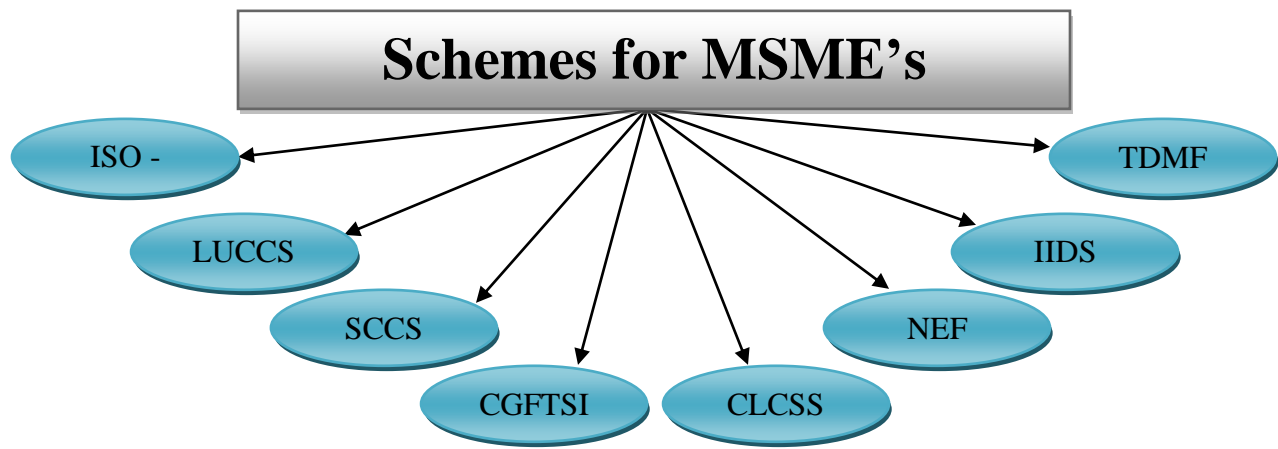 Schemes for MSME's
ISO -
TDMF
LUCCS
IIDS
SCCS
NEF
CGFTSI
CLCSS